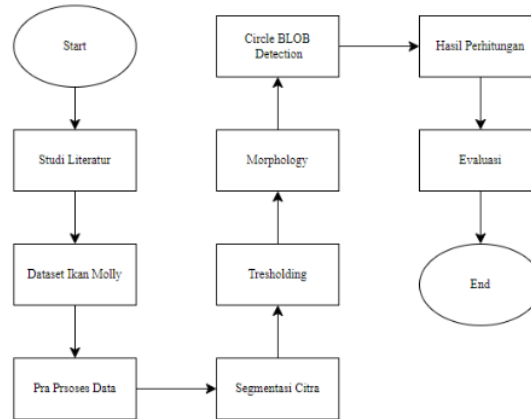 Start
Studi Literatur
Dataset Ikan Molly
Pra Prsoses Data
Segmentasi Citra
Tresholding
Morphology
Circle BLOB
Detection
Hasil Perhitungan
Evaluasi
End